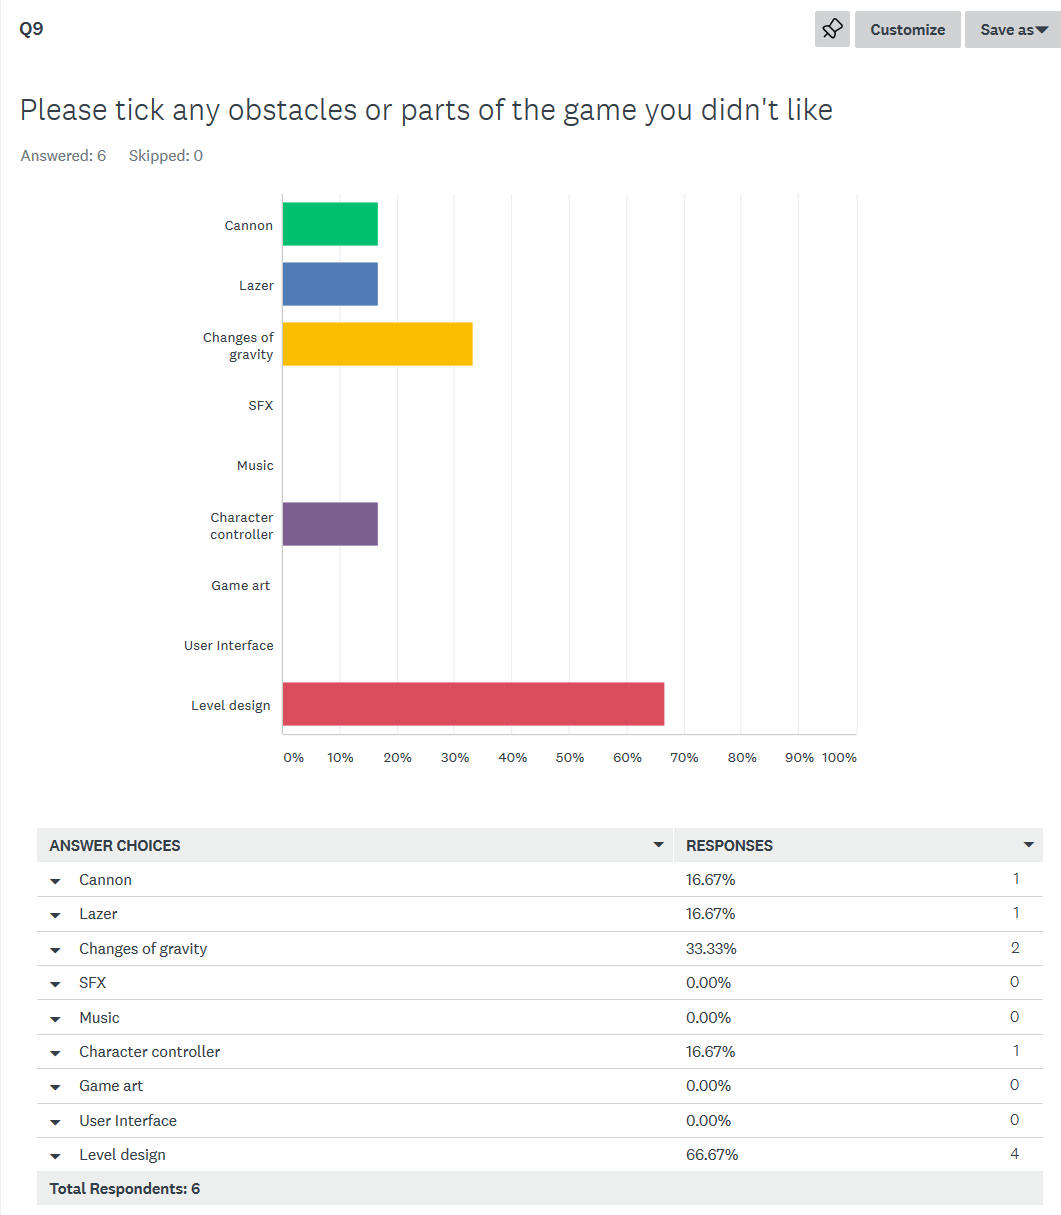 Q9
Customize
Save as
Please tick any obstacles or parts of the game you didn't like
Answered: 6 Skipped: 0
Cannon
Lazer
Changes of
gravity
SFX
Music
Character
controller
Game art
User Interface
Level design
0% 10% 20% 30% 40% 50% 60% 70% 80% 90% 100%
ANSWER CHOICES RESPONSES
Cannon 16.67% 1
Lazer 16.67% 1
Changes of gravity 33.33% 2
SFX 0.00% 0
Music 0.00% 0
Character controller 16.67% 1
Game art 0.00% 0
User Interface 0.00% 0
Level design 66.67% 4
Total Respondents: 6